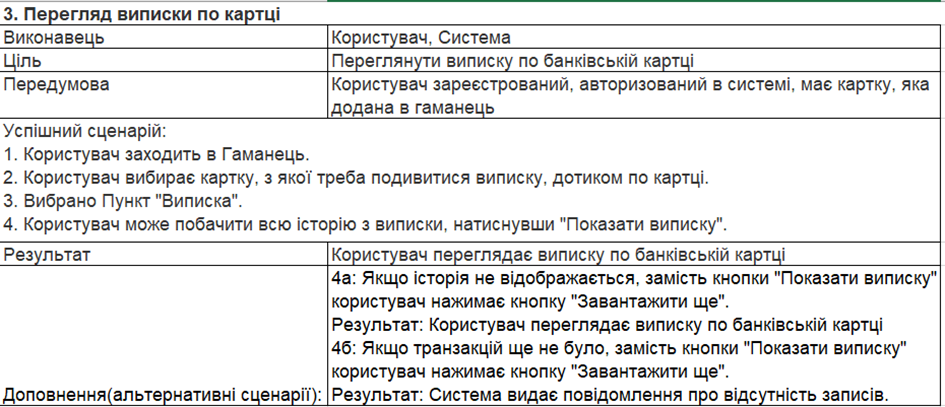 3. Перегляд виписки по картці
Виконавець Користувач, Система
Ціль Переглянути виписку по банківській картці
Передумова Користувач зареєстрований, авторизований в системі, має картку, яка
додана в гаманець
Успішний сценарій:
1. Користувач заходить в Гаманець.
2. Користувач вибирає картку, з якої треба подивитися виписку, дотиком по картці.
3. Вибрано Пункт "Виписка".
4. Користувач може побачити всю історію з виписки, натиснувши "Показати виписку".
Результат Користувач переглядає виписку по банківській картці
4а: Якщо історія не відображається, замість кнопки "Показати виписку"
користувач нажимає кнопку "Завантажити ще".
Результат: Користувач переглядає виписку по банківській картці
4б: Якщо транзакцій ще не було, замість кнопки "Показати виписку"
користувач нажимає кнопку "Завантажити ще".
Доповнення(альтернативні сценарії): Результат: Система видає повідомлення про відсутність записів.